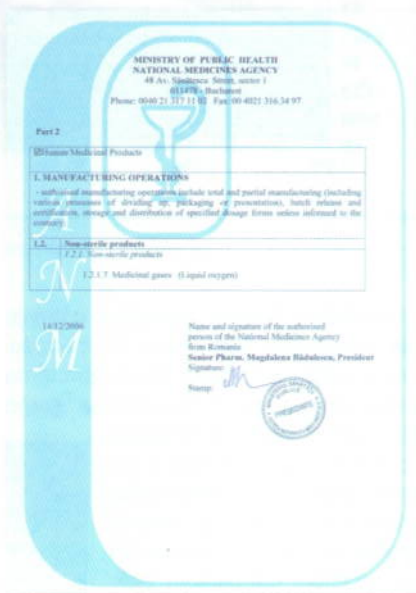 MINISTRY OF PUBLIC HEALTH
NATIONAL MEDICINES AGENCY
48 Av. Sănătescu Street, sector 1
011478 - Bucharest
Phone: 0040 21 317 11 02 Fax: 00 4021 316 34 97
Part 2
☑Human Medicinal Products
1. MANUFACTURING OPERATIONS
- authorised manufacturing operations include total and partial manufacturing (including
various processes of dividing up, packaging or presentation), batch release and
certification, storage and distribution of specified dosage forms unless informed to the
contrary;
1.2. Non-sterile products
1.2.1. Non-sterile products
1.2.1.7 Medicinal gases (Liquid oxygen)
A
N
M
14/12/2006
Name and signature of the authorised
person of the National Medicines Agency
from Romania
Senior Pharm. Magdalena Bădulescu, President
Signature:
Stamp:
PREŞEDINTE